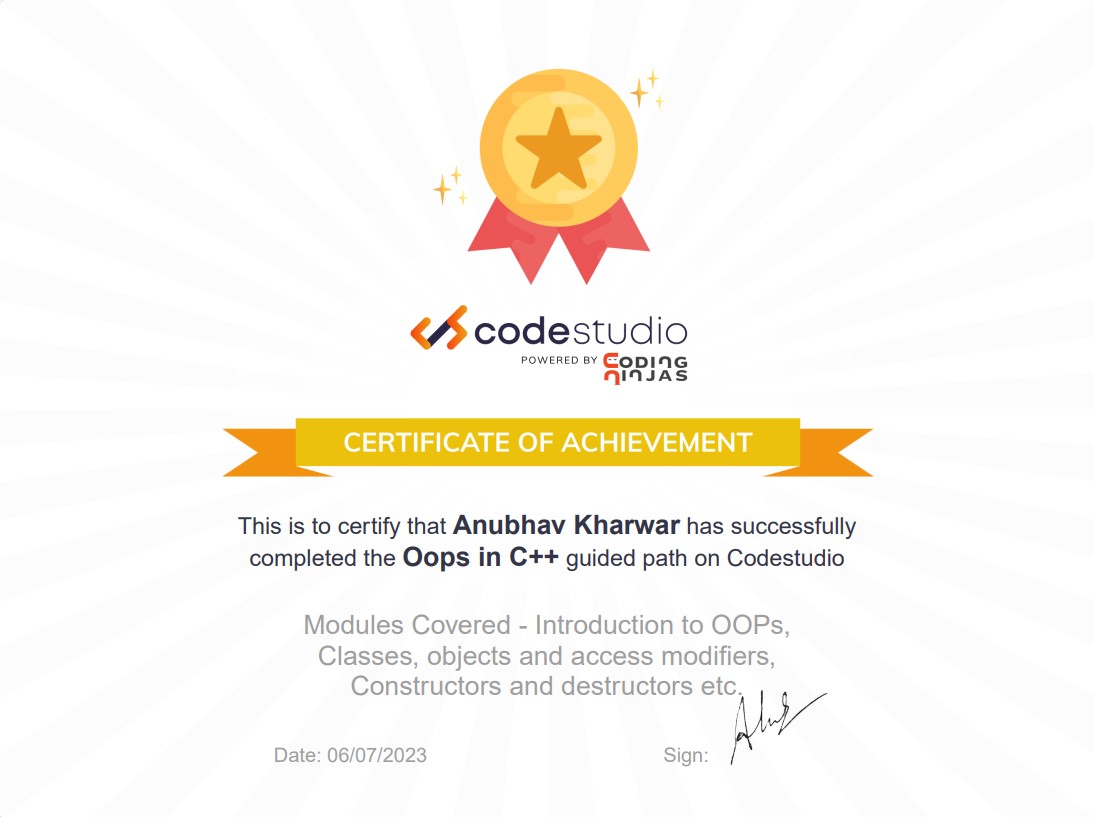 codestudio
POWERED BY CODING
NINJAS
CERTIFICATE OF ACHIEVEMENT
This is to certify that Anubhav Kharwar has successfully
completed the Oops in C++ guided path on Codestudio
Modules Covered - Introduction to OOPs,
Classes, objects and access modifiers,
Constructors and destructors etc.
Date: 06/07/2023
Sign: